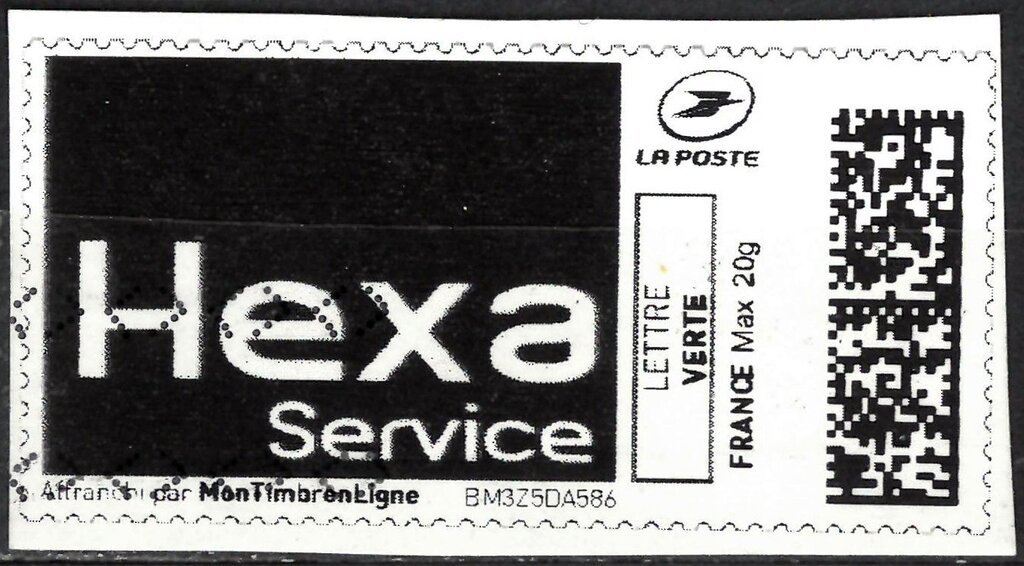 Hexa
Service
Affranchi par MonTimbrenLigne
BM3Z5DA586
LA POSTE
LETTRE
VERTE
FRANCE Max 20g